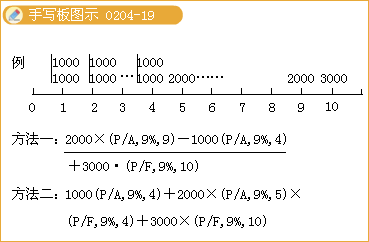 手写板图示 0204-19
例 1000 1000 1000
1000 1000 … 1000 2000…… 2000 3000
0 1 2 3 4 5 6 7 8 9 10
方法一：2000×(P/A,9%,9)－1000(P/A,9%,4)
＋3000·(P/F,9%,10)
方法二：1000(P/A,9%,4)＋2000×(P/A,9%,5)×
(P/F,9%,4)＋3000×(P/F,9%,10)